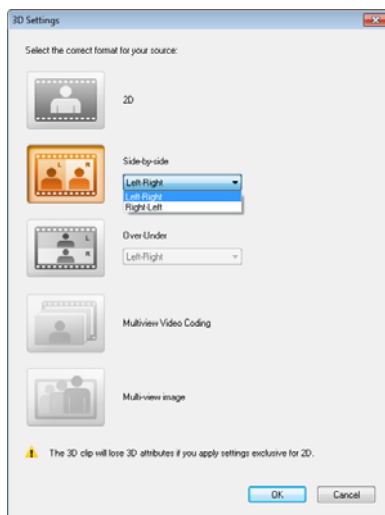 3D Settings
Select the correct format for your source:
2D
L R
Side-by-side
Left-Right
Left-Right
Right-Left
L
R
Over-Under
Left-Right
Multiview Video Coding
Multi-view image
The 3D clip will lose 3D attributes if you apply settings exclusive for 2D.
OK Cancel